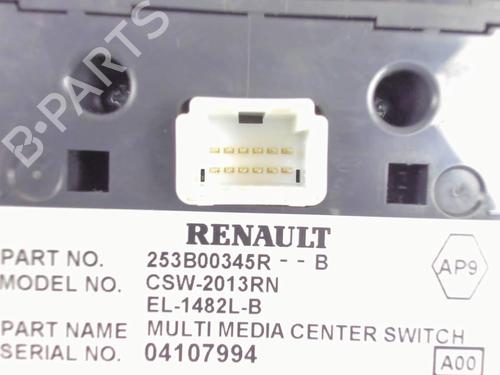 B-PARTS
RENAULT
PART NO. 253B00345R - - B
MODEL NO. CSW-2013RN
EL-1482L-B
AP9
PART NAME MULTI MEDIA CENTER SWITCH
SERIAL NO. 04107994
A00